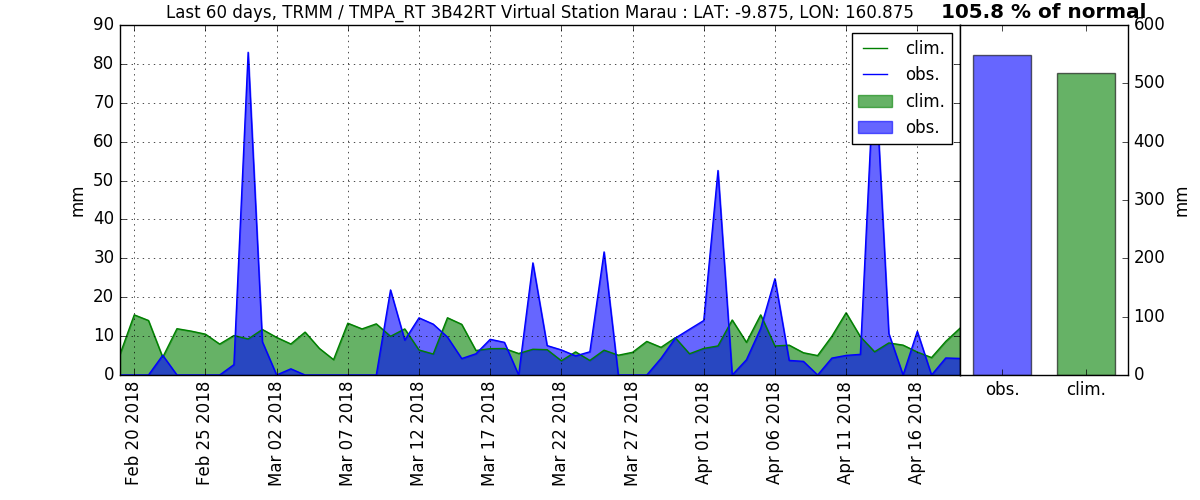 Last 60 days, TRMM / TMPA_RT 3B42RT Virtual Station Marau : LAT: -9.875, LON: 160.875
105.8 % of normal
90
80
70
60
50
40
30
20
10
0
mm
clim.
obs.
clim.
obs.
600
500
400
300
200
100
0
mm
obs.
clim.
Feb 20 2018
Feb 25 2018
Mar 02 2018
Mar 07 2018
Mar 12 2018
Mar 17 2018
Mar 22 2018
Mar 27 2018
Apr 01 2018
Apr 06 2018
Apr 11 2018
Apr 16 2018